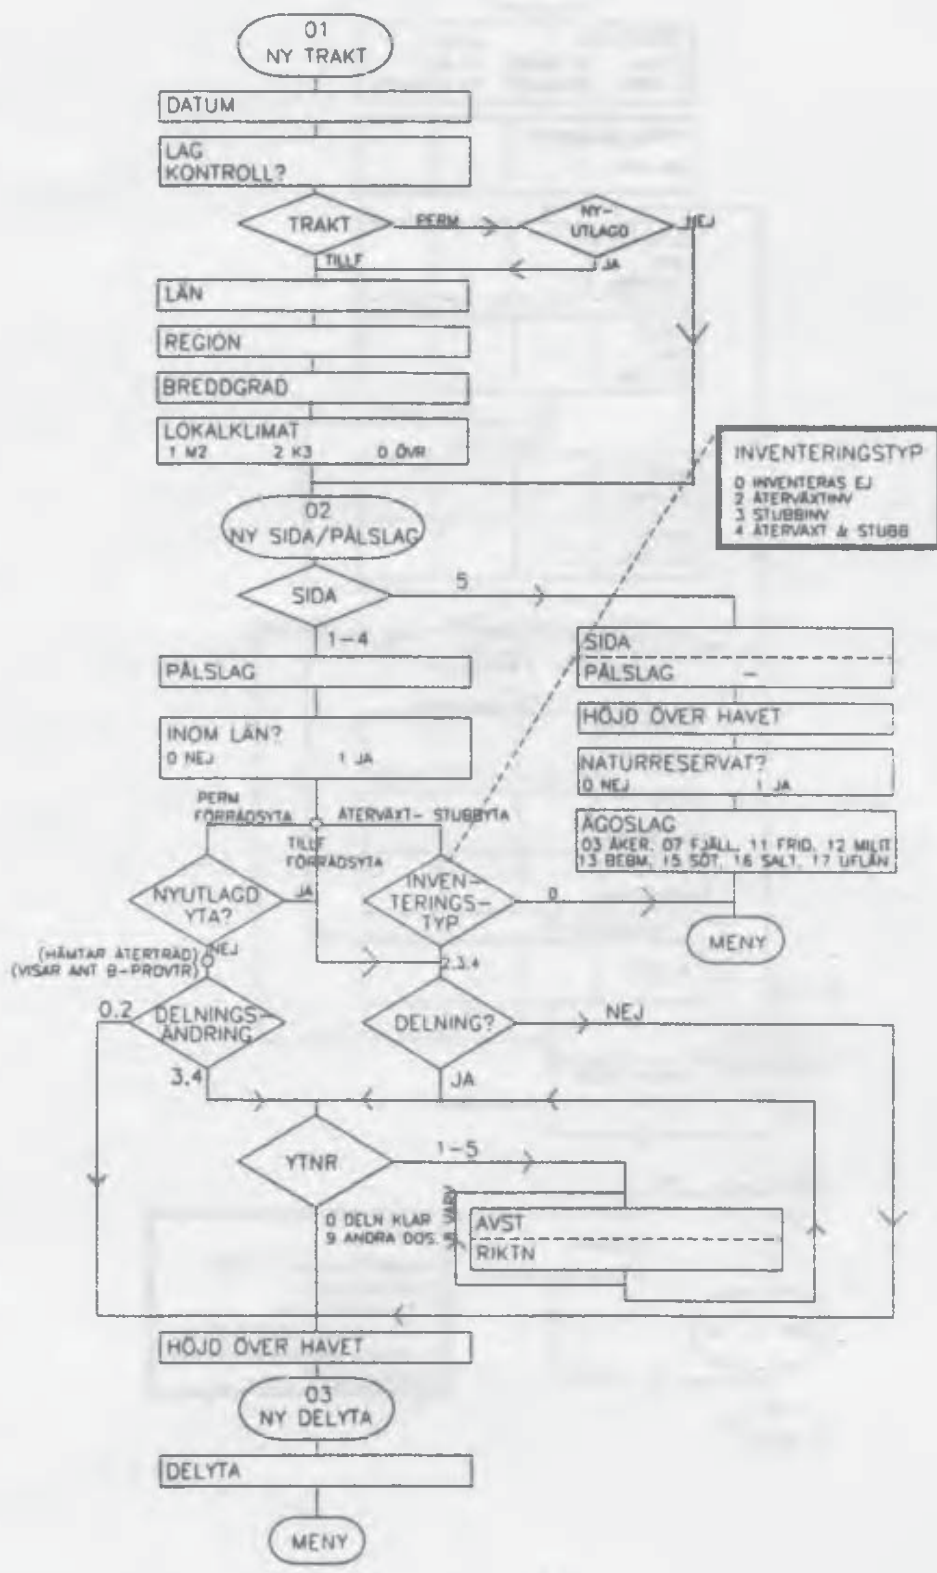 01
NY TRAKT
DATUM
LAG
KONTROLL?
TRAKT
PERM
NY-
UTLAGD
NEJ
TILLF
JA
LÄN
REGION
BREDDGRAD
LOKALKLIMAT
1 M2 2 K3 0 ÖVR
INVENTERINGSTYP
0 INVENTERAS EJ
2 ÅTERVÄXTINV
3 STUBBINV
4 ÅTERVÄXT & STUBB
02
NY SIDA/PÅLSLAG
SIDA
5
1-4
SIDA
PÅLSLAG -
PÅLSLAG
HÖJD ÖVER HAVET
INOM LÄN?
0 NEJ 1 JA
NATURRESERVAT?
0 NEJ 1 JA
PERM
FÖRRÅDSYTA
ÅTERVÄXT- STUBBYTA
TILLF
FÖRRÅDSYTA
ÄGOSLAG
03 ÅKER, 07 FJÄLL, 11 FRID, 12 MILIT
13 BEBM, 15 SÖT, 16 SALT, 17 UFLÄN
NYUTLAGD
YTA?
JA
INVEN-
TERINGS-
TYP
0
MENY
NEJ
(HÄMTAR ÅTERTRÄD)
(VISAR ANT B-PROVTR)
2,3,4
0.2
DELNINGS-
ÄNDRING
DELNING?
NEJ
3.4
JA
YTNR
1-5
0 DELN KLAR
9 ANDRA DOS.
5 VARV
AVST
RIKTN
HÖJD ÖVER HAVET
03
NY DELYTA
DELYTA
MENY